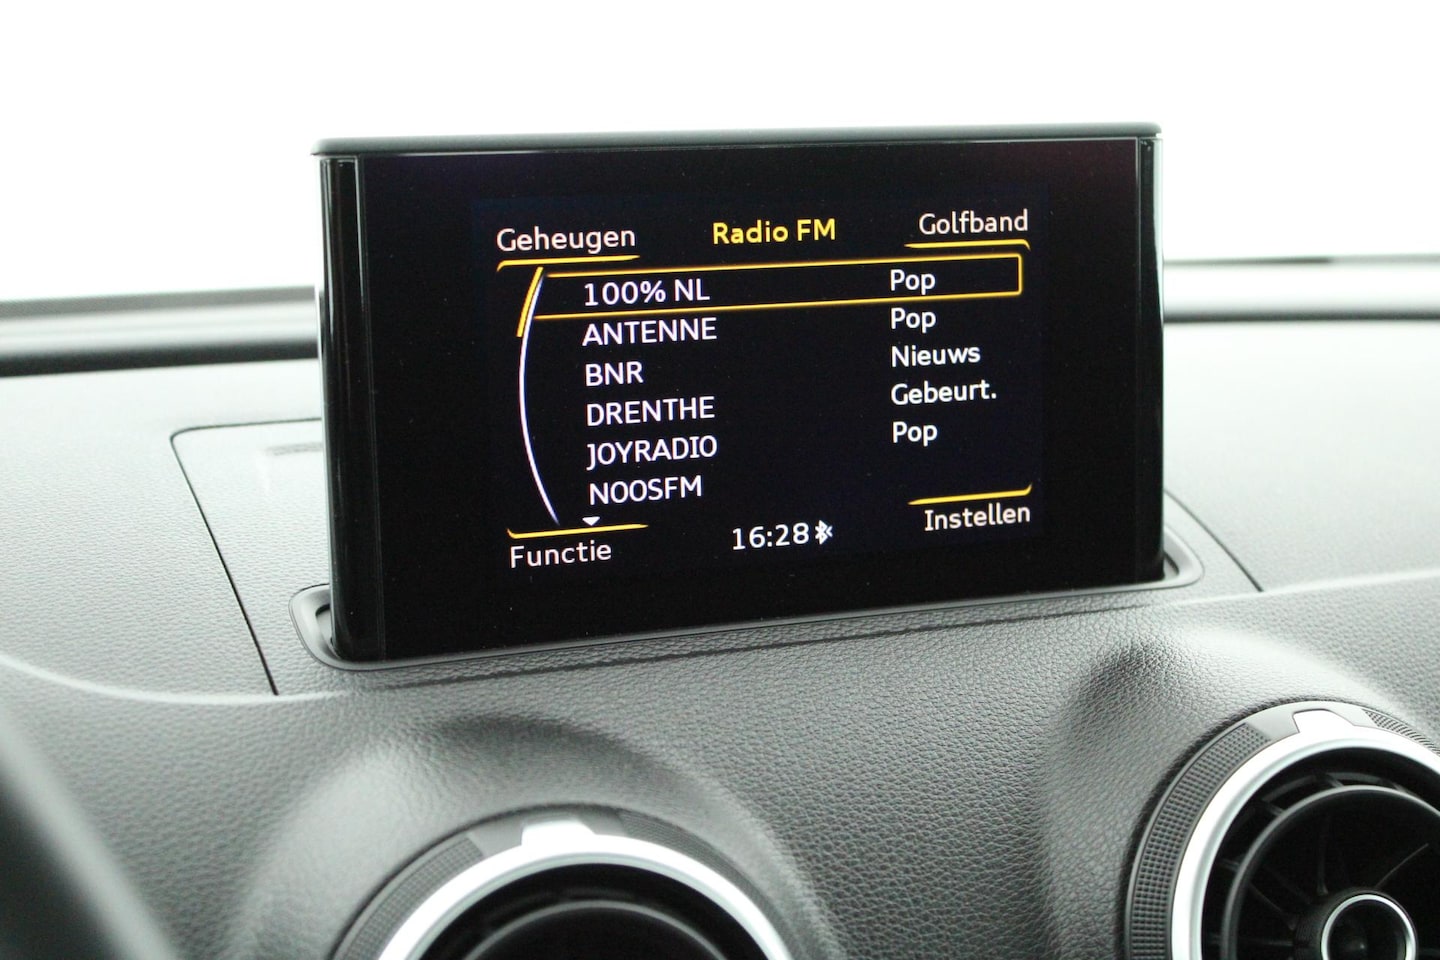 Geheugen Radio FM Golfband
100% NL Pop
ANTENNE Pop
BNR Nieuws
DRENTHE Gebeurt.
JOYRADIO Pop
NOOSFM
Functie 16:28 Instellen